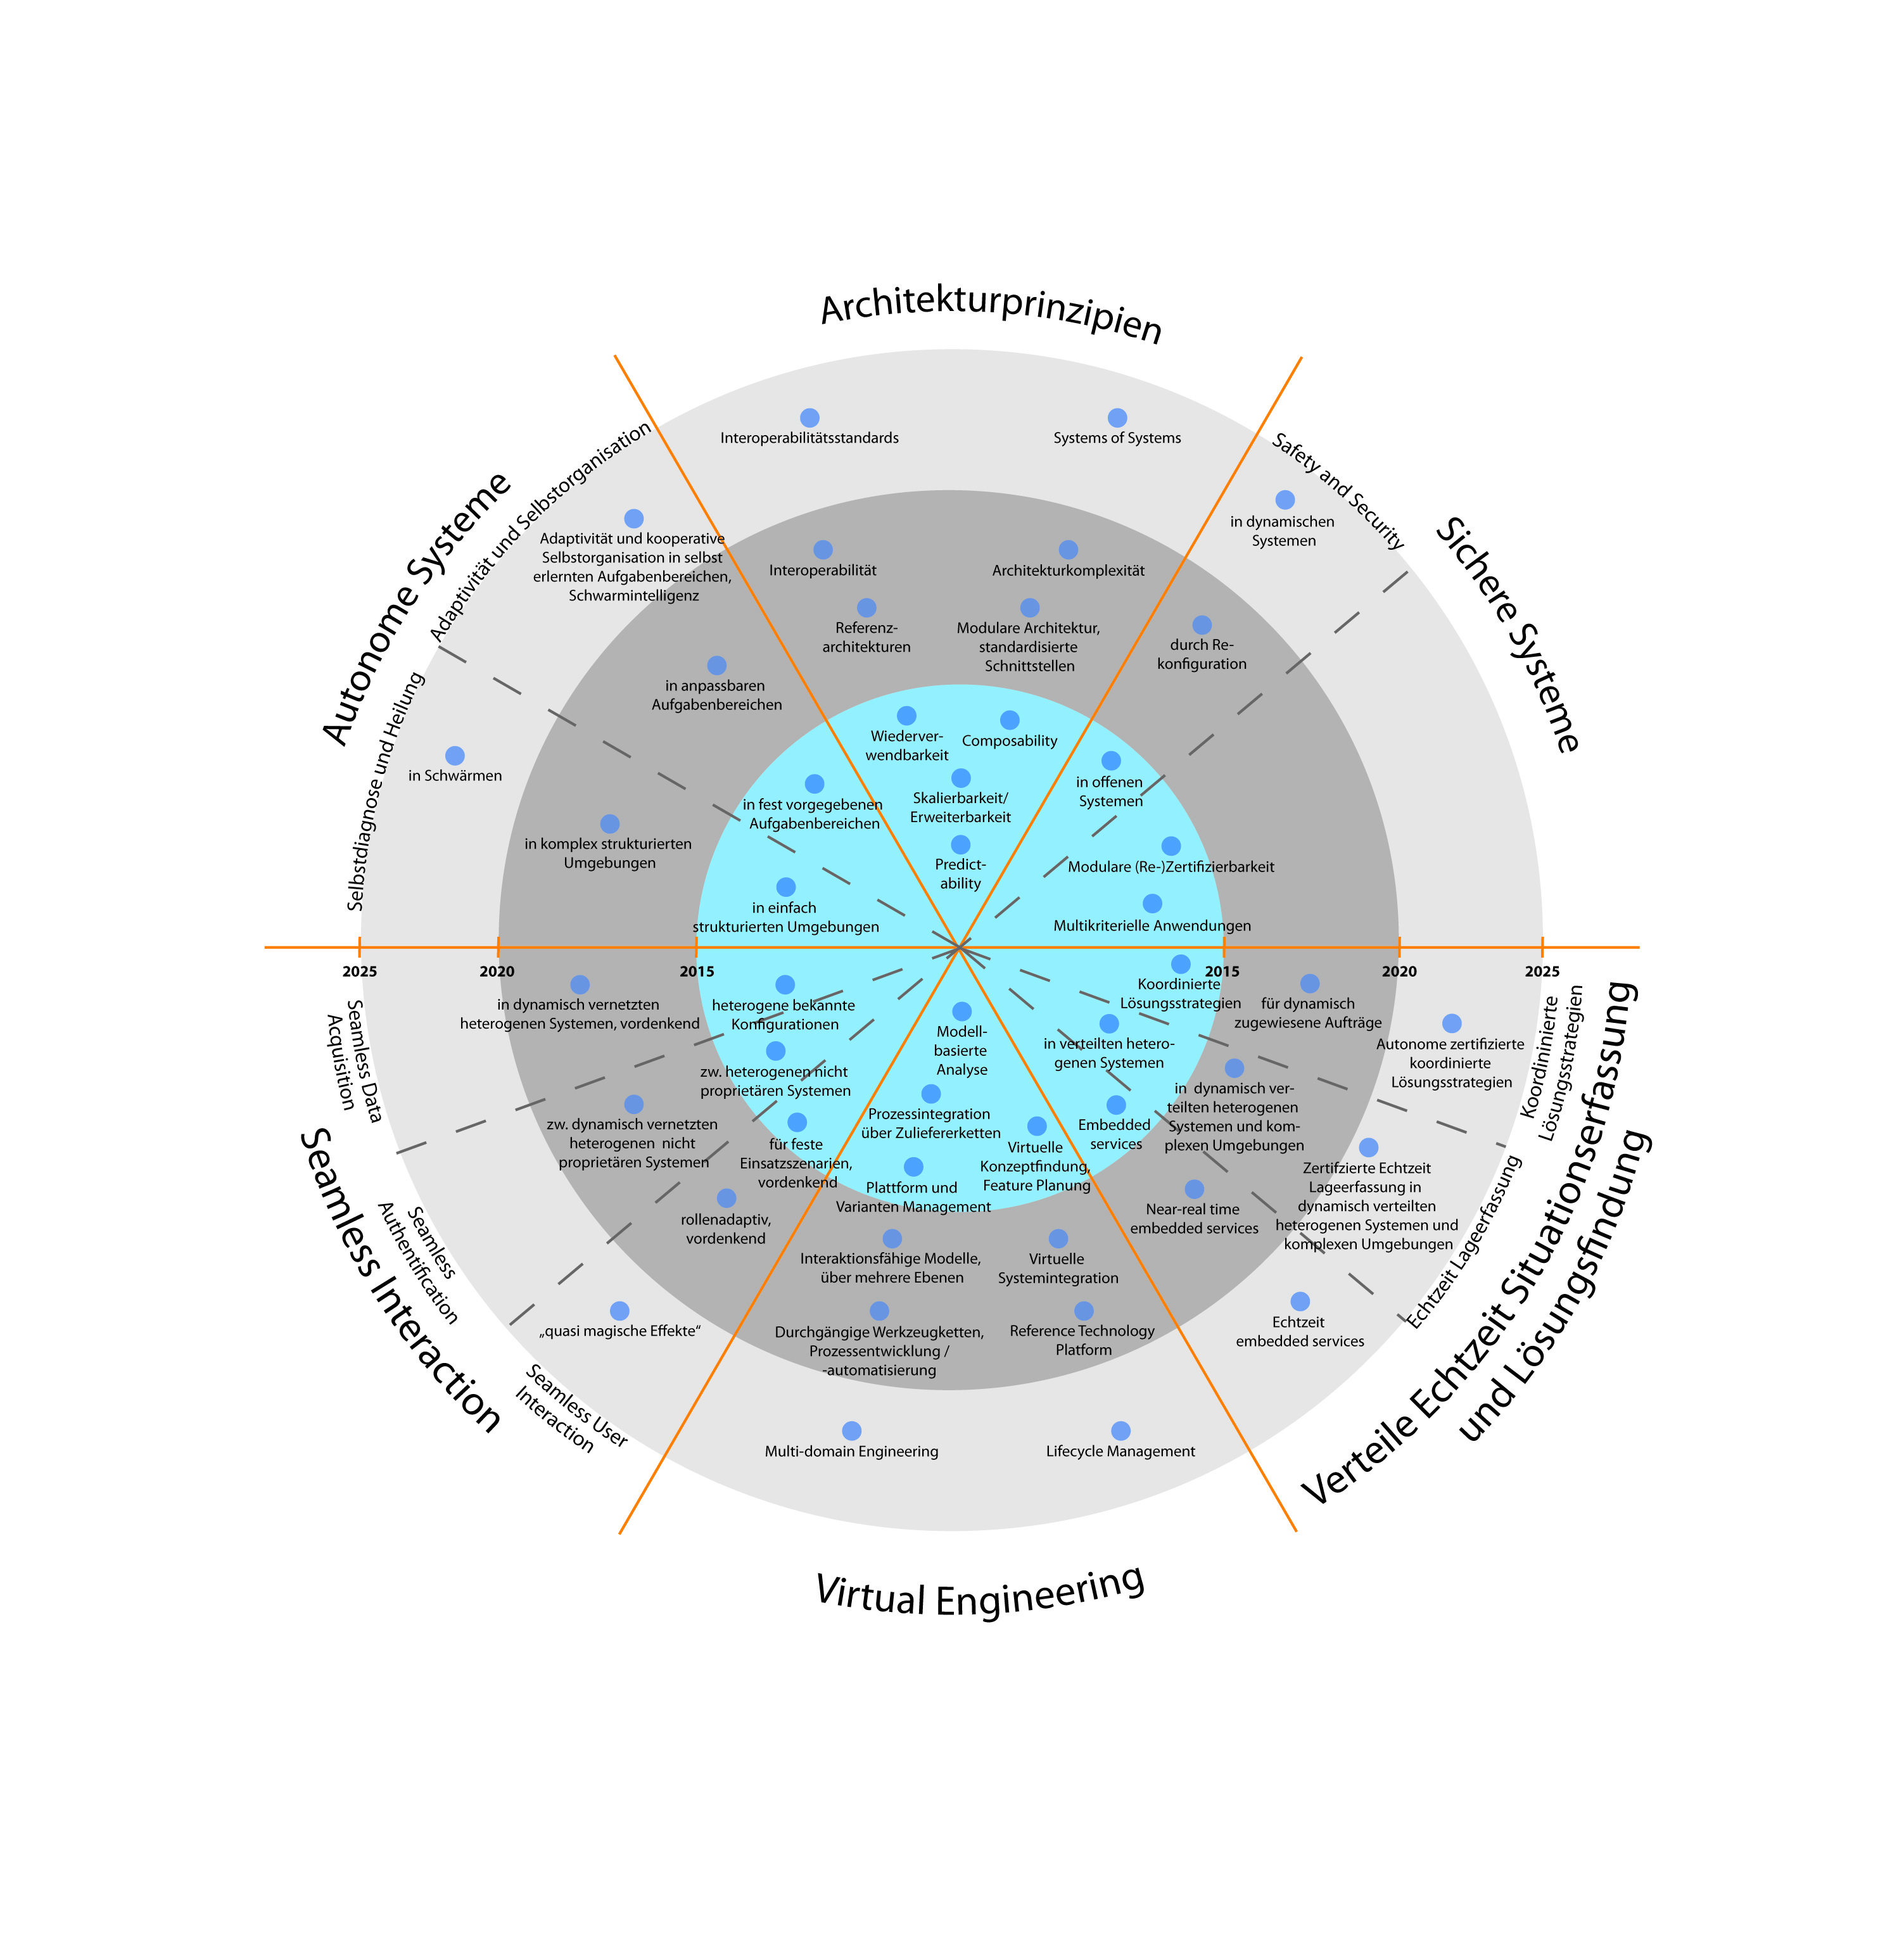 Architekturprinzipien
Interoperabilitätsstandards
Systems of Systems
Interoperabilität
Architekturkomplexität
Referenz-
architekturen
Modulare Architektur,
standardisierte
Schnittstellen
Wiederver-
wendbarkeit
Composability
Skalierbarkeit/
Erweiterbarkeit
Predict-
ability
Sichere Systeme
Safety and Security
in dynamischen
Systemen
durch Re-
konfiguration
in offenen
Systemen
Modulare (Re-)Zertifizierbarkeit
Multikriterielle Anwendungen
Autonome Systeme
Adaptivität und Selbstorganisation
Adaptivität und kooperative
Selbstorganisation in selbst
erlernten Aufgabenbereichen,
Schwarmintelligenz
in anpassbaren
Aufgabenbereichen
in fest vorgegebenen
Aufgabenbereichen
Selbstdiagnose und Heilung
in Schwärmen
in komplex strukturierten
Umgebungen
in einfach
strukturierten Umgebungen
2025
2020
2015
2015
2020
2025
Seamless Interaction
Seamless Data
Acquisition
in dynamisch vernetzten
heterogenen Systemen, vordenkend
heterogene bekannte
Konfigurationen
Seamless
Authentification
zw. heterogenen nicht
proprietären Systemen
zw. dynamisch vernetzten
heterogenen nicht
proprietären Systemen
Seamless User
Interaction
für feste
Einsatzszenarien,
vordenkend
rollenadaptiv,
vordenkend
„quasi magische Effekte“
Virtual Engineering
Modell-
basierte
Analyse
Prozessintegration
über Zuliefererketten
Virtuelle
Konzeptfindung,
Feature Planung
Plattform und
Varianten Management
Interaktionsfähige Modelle,
über mehrere Ebenen
Virtuelle
Systemintegration
Durchgängige Werkzeugketten,
Prozessentwicklung /
-automatisierung
Reference Technology
Platform
Multi-domain Engineering
Lifecycle Management
Verteile Echtzeit Situationserfassung
und Lösungsfindung
Koordininierte
Lösungsstrategien
Koordinierte
Lösungsstrategien
für dynamisch
zugewiesene Aufträge
Autonome zertifizierte
koordinierte
Lösungsstrategien
Echtzeit Lageerfassung
in verteilten hetero-
genen Systemen
in dynamisch ver-
teilten heterogenen
Systemen und kom-
plexen Umgebungen
Zertifzierte Echtzeit
Lageerfassung in
dynamisch verteilten
heterogenen Systemen und
komplexen Umgebungen
Embedded
services
Near-real time
embedded services
Echtzeit
embedded services